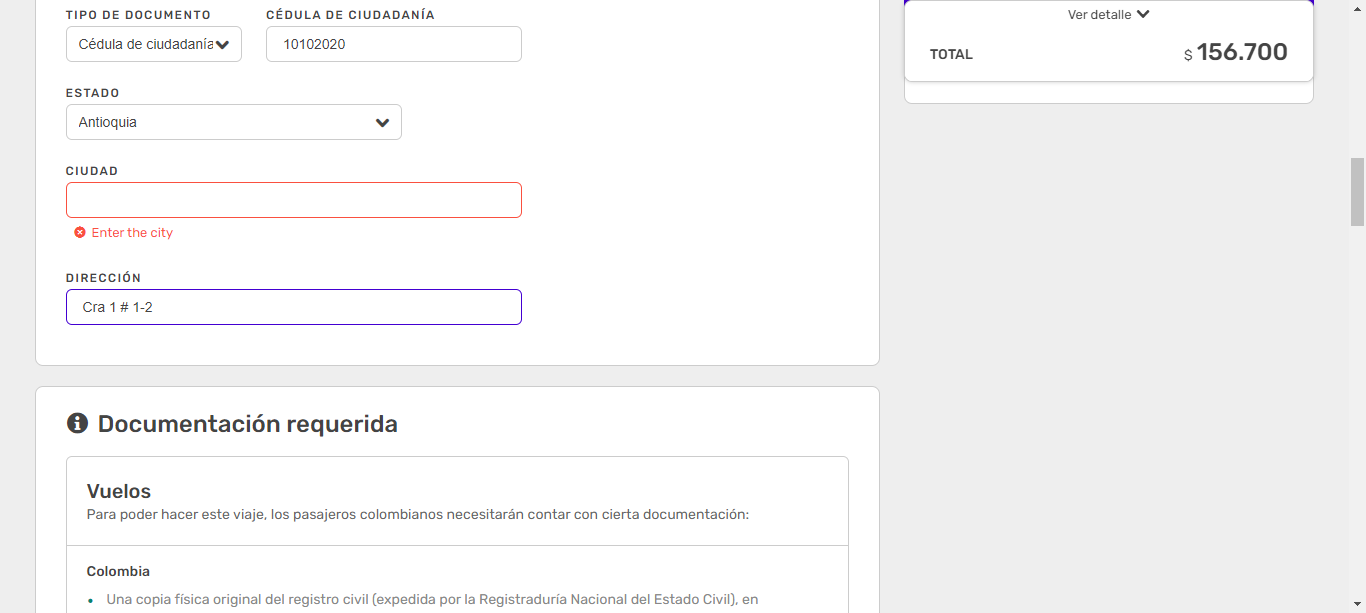 TIPO DE DOCUMENTO
CÉDULA DE CIUDADANÍA
Cédula de ciudadanía
10102020
ESTADO
Antioquia
CIUDAD
Enter the city
DIRECCIÓN
Cra 1 # 1-2
Documentación requerida
Vuelos
Para poder hacer este viaje, los pasajeros colombianos necesitarán contar con cierta documentación:
Colombia
• Una copia física original del registro civil (expedida por la Registraduría Nacional del Estado Civil), en
Ver detalle
TOTAL
$ 156.700